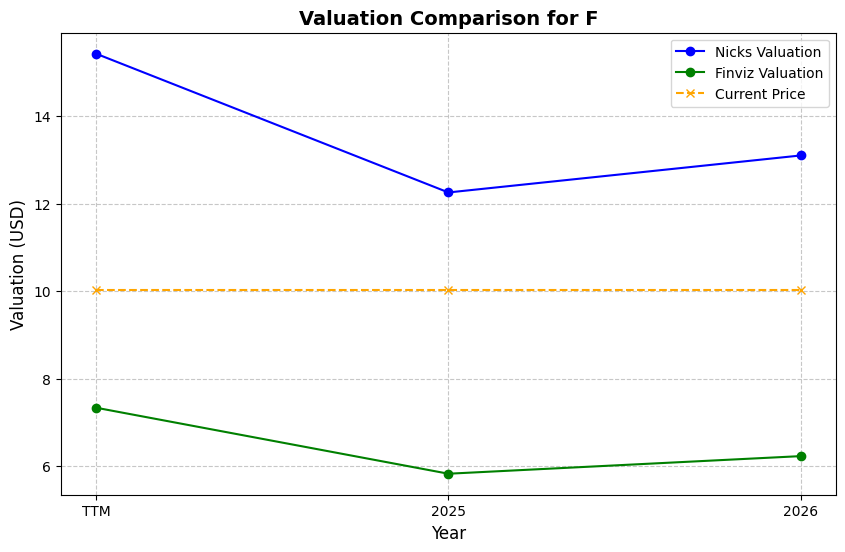 Valuation Comparison for F
Nicks Valuation
Finviz Valuation
Current Price
Valuation (USD)
14
12
10
8
6
TTM
2025
2026
Year